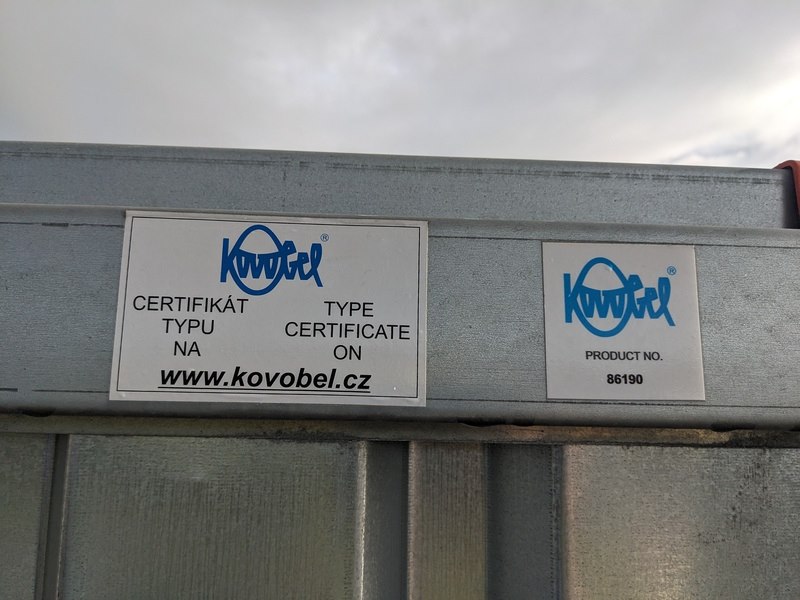 Kovobel®
CERTIFIKÁT
TYPU
NA
TYPE
CERTIFICATE
ON
www.kovobel.cz
Kovobel®
PRODUCT NO.
86190